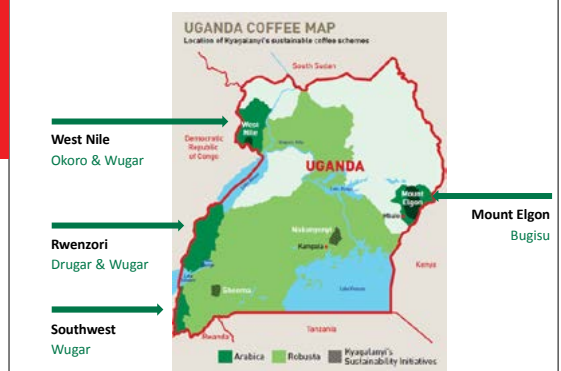 UGANDA COFFEE MAP
Location of Kyagalanyi's sustainable coffee schemes
South Sudan
West
Nile
Democratic
Republic
of Congo
UGANDA
Mount
Elgon
Mbale
Nakanyonyi
Kampala
Sheema
Kenya
Rwanda
Tanzania
Arabica
Robusta
Kyagalanyi's
Sustainability Initiatives
West Nile
Okoro & Wugar
Rwenzori
Drugar & Wugar
Southwest
Wugar
Mount Elgon
Bugisu